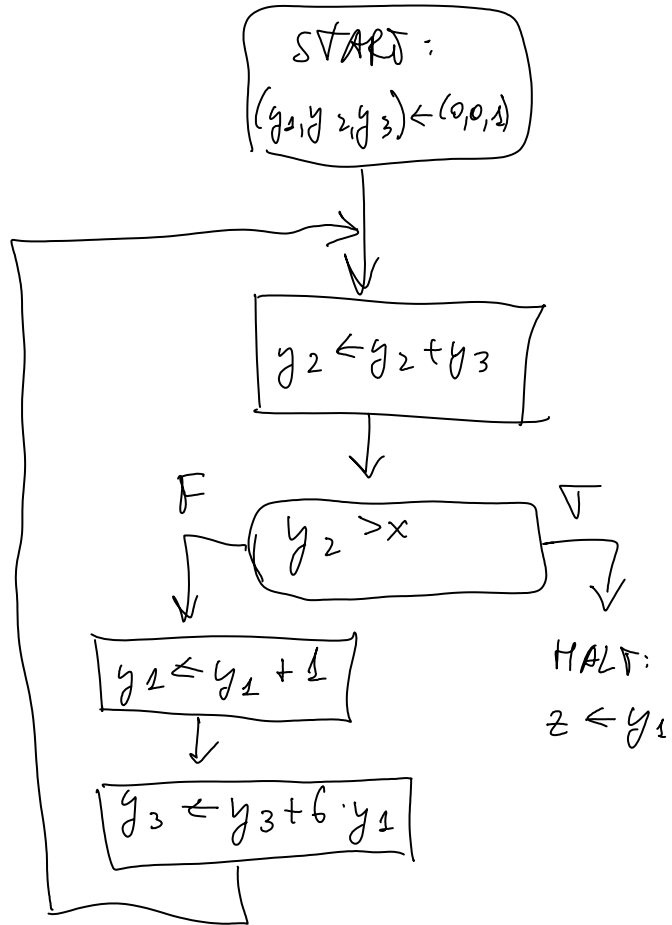 START:
(y1,y2,y3)←(0,0,1)
y2←y2+y3
F
T
y2>x
y1←y1+1
HALT:
z←y1
y3←y3+6·y1